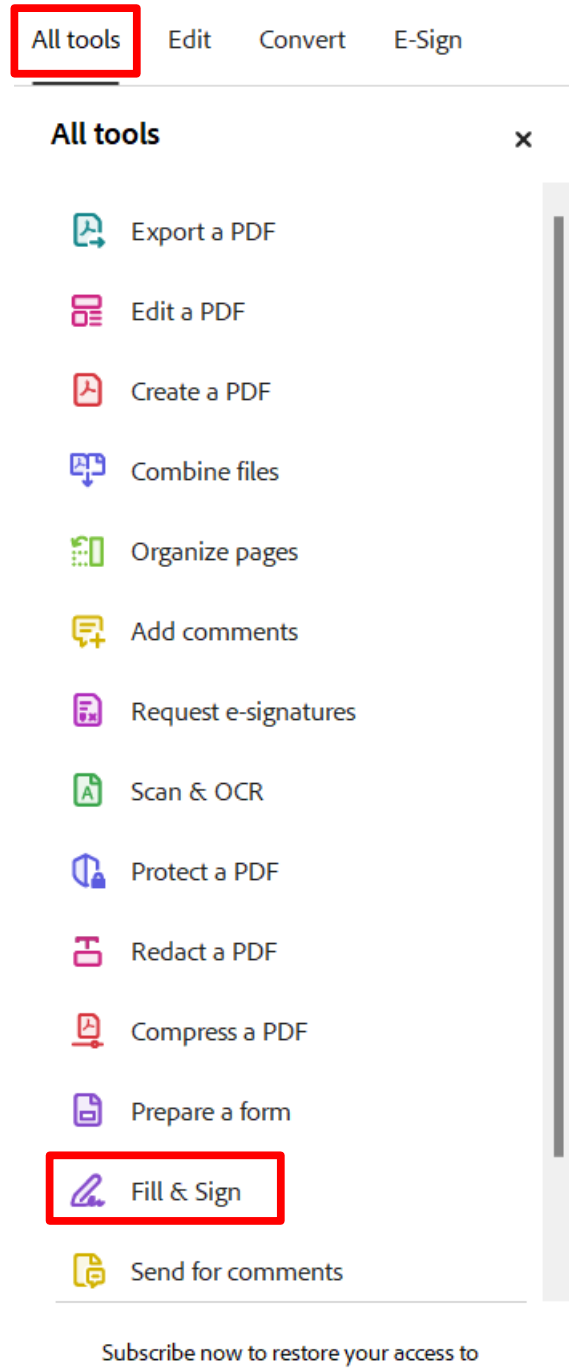 All tools Edit Convert E-Sign
All tools
Export a PDF
Edit a PDF
Create a PDF
Combine files
Organize pages
Add comments
Request e-signatures
Scan & OCR
Protect a PDF
Redact a PDF
Compress a PDF
Prepare a form
Fill & Sign
Send for comments
Subscribe now to restore your access to